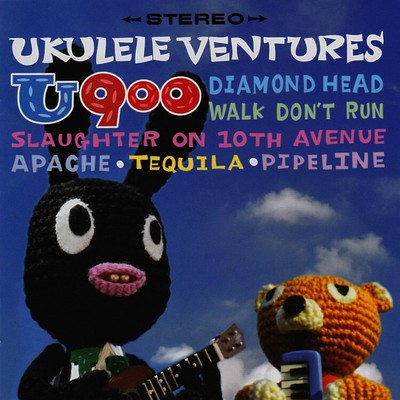 STEREO
UKULELE VENTURES
U900 DIAMOND HEAD
WALK DON'T RUN
SLAUGHTER ON 10TH AVENUE
APACHE • TEQUILA • PIPELINE